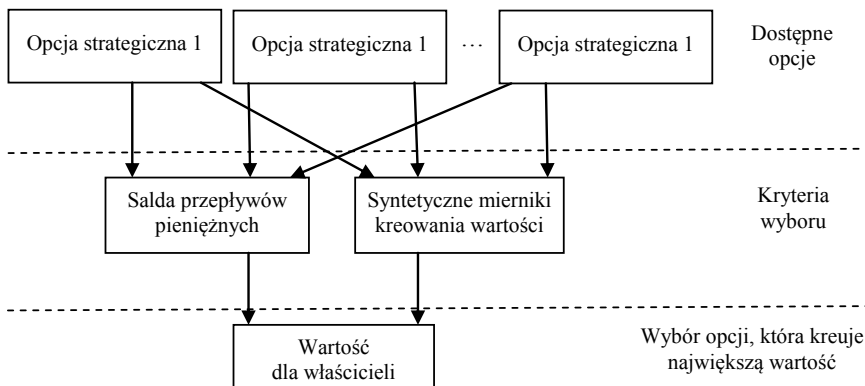 Opcja strategiczna 1
Opcja strategiczna 1
...
Opcja strategiczna 1
Dostępne
opcje
Salda przepływów
pieniężnych
Syntetyczne mierniki
kreowania wartości
Kryteria
wyboru
Wartość
dla właścicieli
Wybór opcji, która kreuje
największą wartość